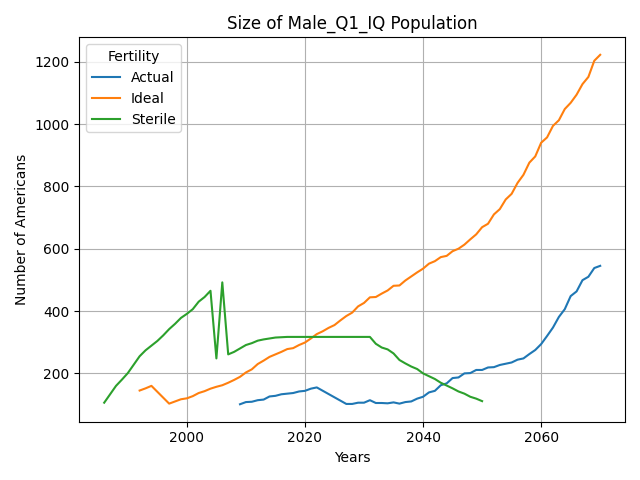 Size of Male_Q1_IQ Population
Fertility
Actual
Ideal
Sterile
Number of Americans
1200
1000
800
600
400
200
2000
2020
2040
2060
Years